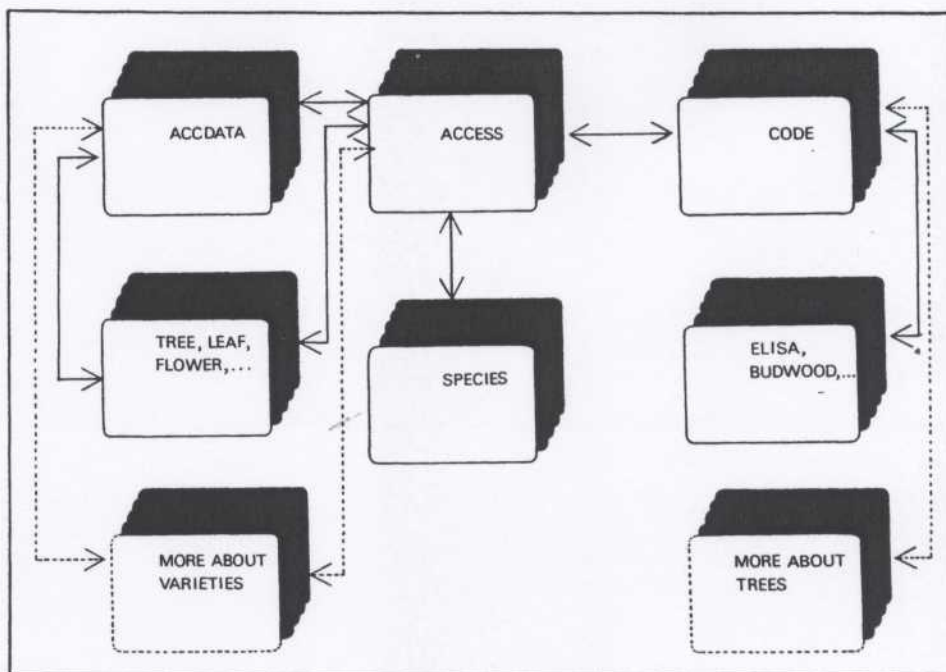 ACCDATA
ACCESS
CODE
TREE, LEAF,
FLOWER,...
SPECIES
ELISA,
BUDWOOD,...
MORE ABOUT
VARIETIES
MORE ABOUT
TREES